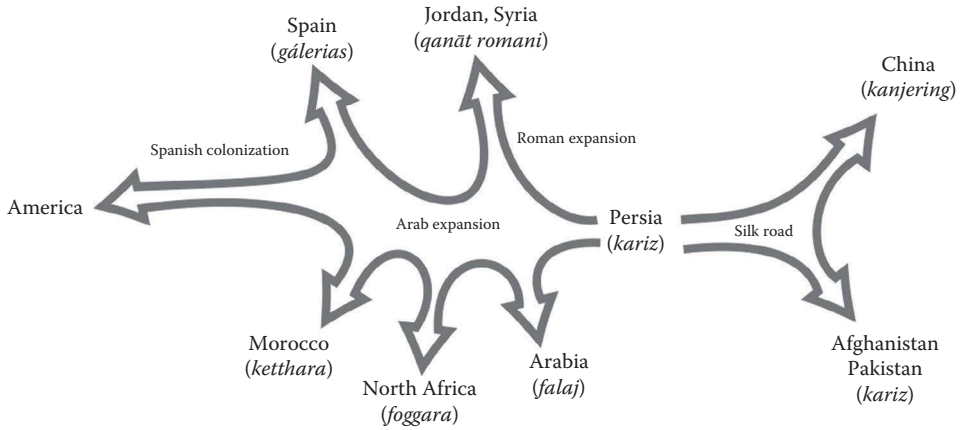 Spain
(gálerias)
Jordan, Syria
(qanāt romani)
China
(kanjering)
Spanish colonization
Roman expansion
America
Arab expansion
Persia
(kariz)
Silk road
Morocco
(ketthara)
North Africa
(foggara)
Arabia
(falaj)
Afghanistan
Pakistan
(kariz)